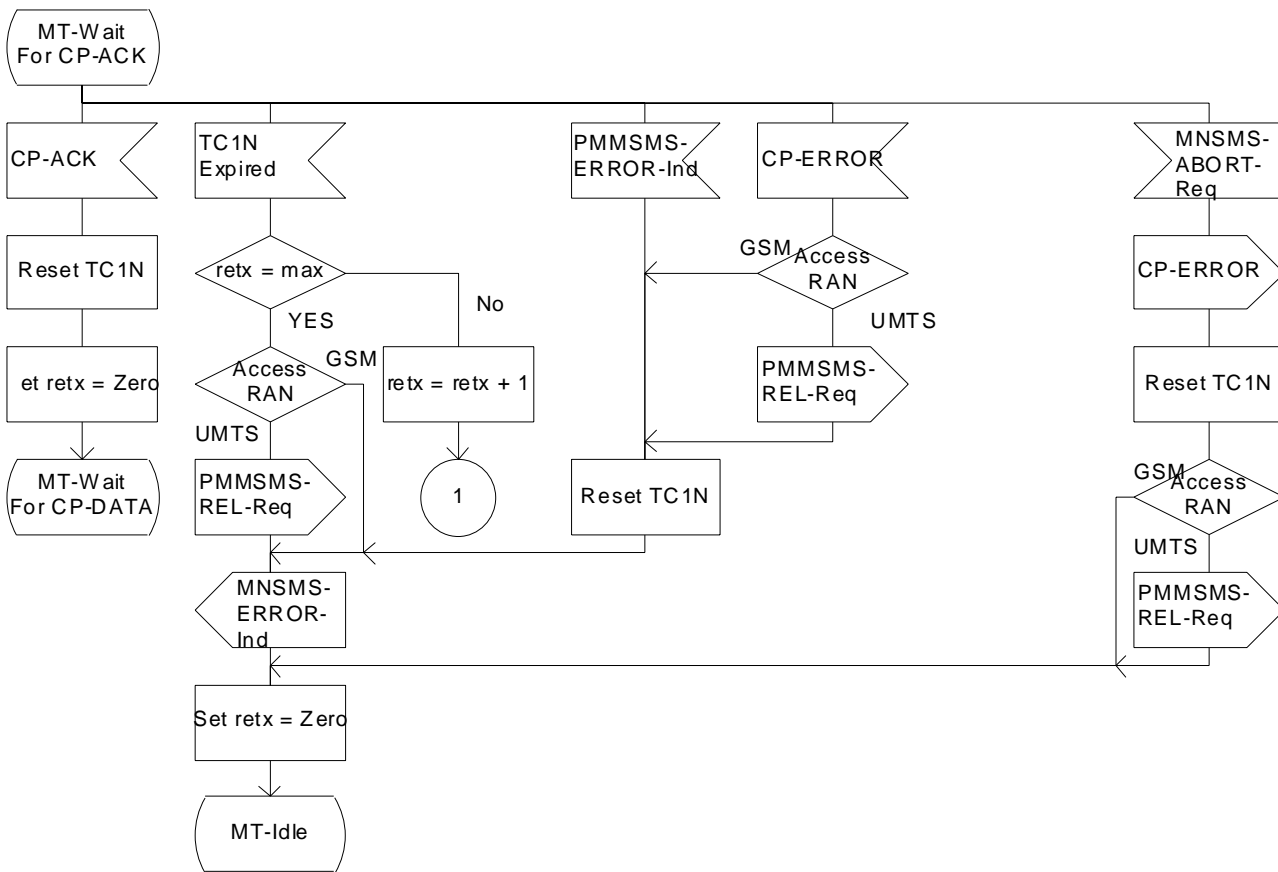 MT-Wait
For CP-ACK
CP-ACK
TC1N
Expired
PMMSMS-
ERROR-Ind
CP-ERROR
MNSMS-
ABORT-
Req
Reset TC1N
retx = max
No
YES
GSM
Access
RAN
UMTS
CP-ERROR
et retx = Zero
Access
RAN
GSM
UMTS
retx = retx + 1
PMMSMS-
REL-Req
Reset TC1N
MT-Wait
For CP-DATA
PMMSMS-
REL-Req
1
Reset TC1N
GSM
Access
RAN
UMTS
MNSMS-
ERROR-
Ind
PMMSMS-
REL-Req
Set retx = Zero
MT-Idle